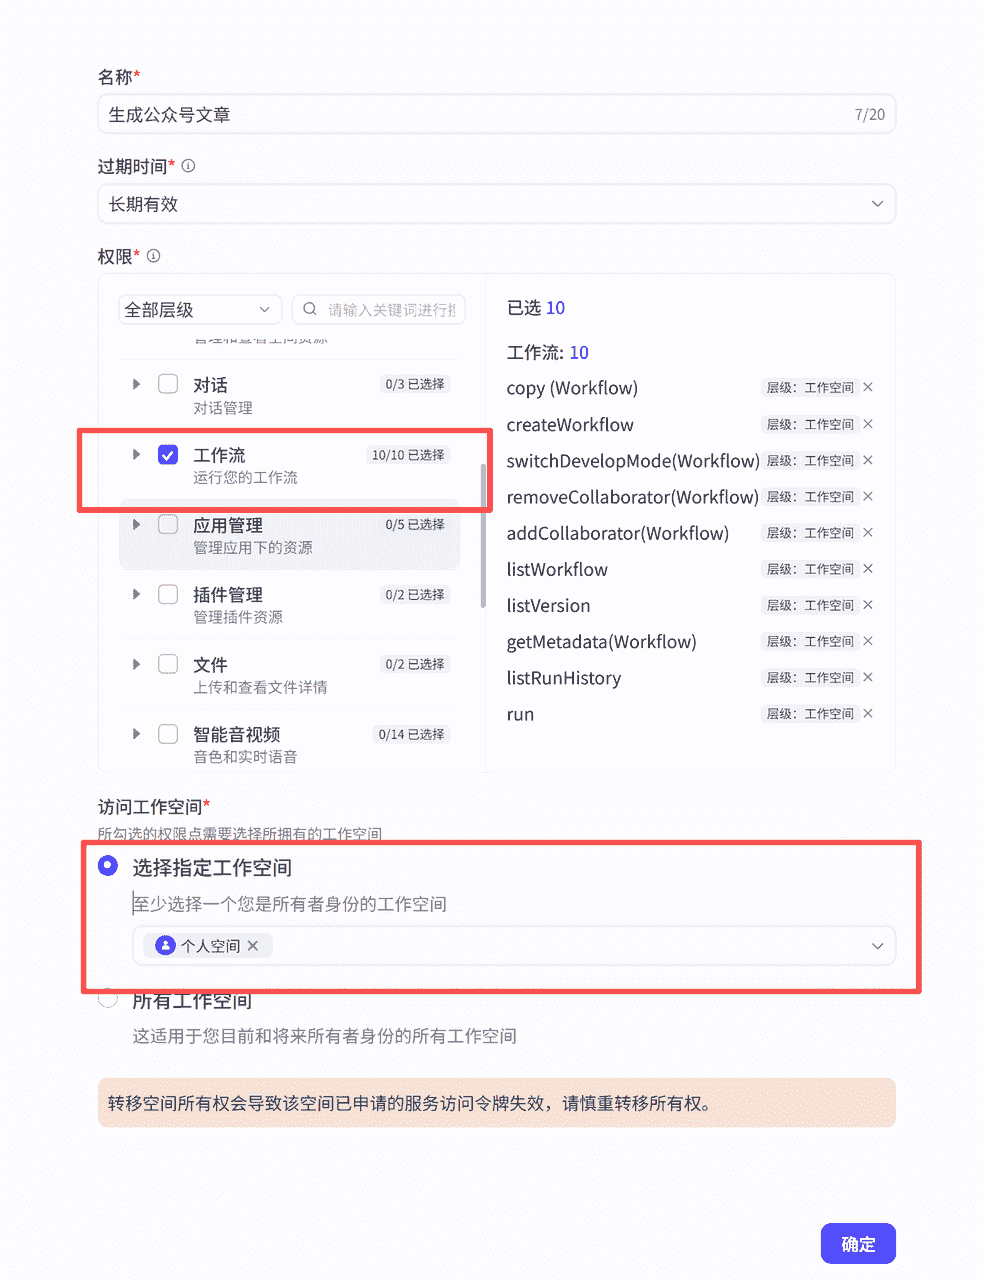 名称*
生成公众号文章 7/20
过期时间*
长期有效
权限*
全部层级 请输入关键词进行搜
管理和查看空间资源
对话 0/3 已选择
对话管理
工作流 10/10 已选择
运行您的工作流
应用管理 0/5 已选择
管理应用下的资源
插件管理 0/2 已选择
管理插件资源
文件 0/2 已选择
上传和查看文件详情
智能音视频 0/14 已选择
音色和实时语音
已选 10
工作流: 10
copy (Workflow) 层级：工作空间
createWorkflow 层级：工作空间
switchDevelopMode(Workflow) 层级：工作空间
removeCollaborator(Workflow) 层级：工作空间
addCollaborator(Workflow) 层级：工作空间
listWorkflow 层级：工作空间
listVersion 层级：工作空间
getMetadata(Workflow) 层级：工作空间
listRunHistory 层级：工作空间
run 层级：工作空间
访问工作空间*
所勾选的权限点需要选择所拥有的工作空间
选择指定工作空间
至少选择一个您是所有者身份的工作空间
个人空间
所有工作空间
这适用于您目前和将来所有者身份的所有工作空间
转移空间所有权会导致该空间已申请的服务访问令牌失效，请慎重转移所有权。
确定